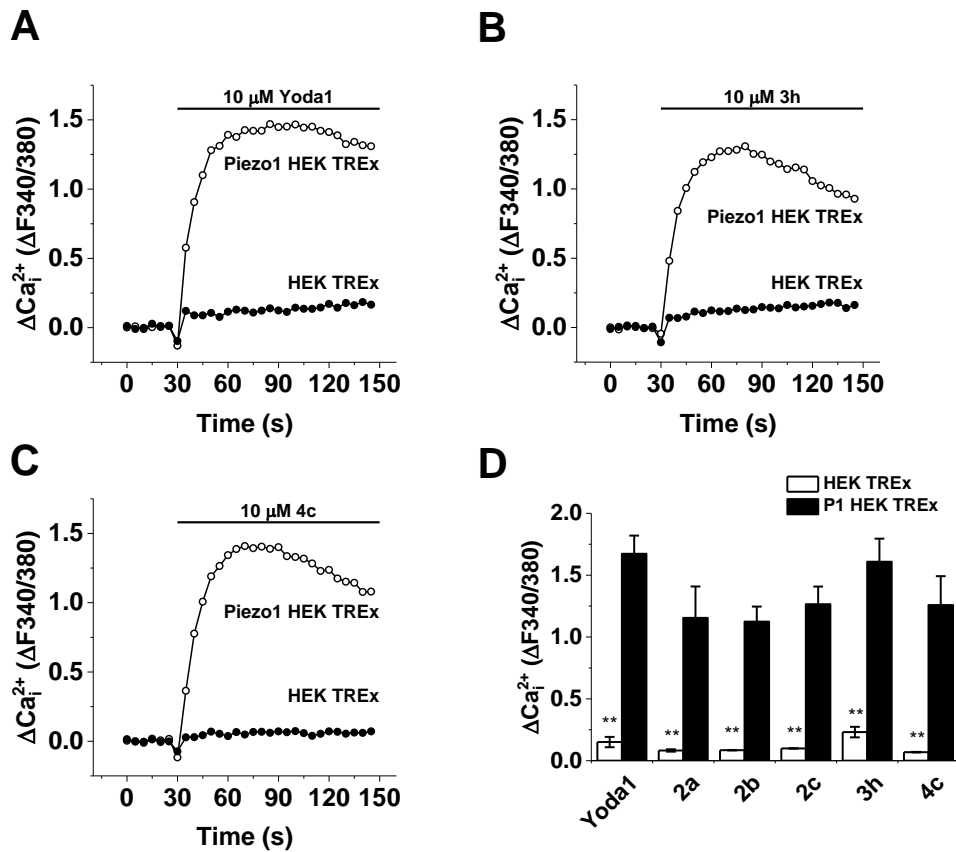 A
10 μM Yoda1
1.5
1.0
0.5
0.0
Piezo1 HEK TREx
HEK TREx
ΔCa²⁺ᵢ (ΔF340/380)
0 30 60 90 120 150
Time (s)
B
10 μM 3h
1.5
1.0
0.5
0.0
Piezo1 HEK TREx
HEK TREx
ΔCa²⁺ᵢ (ΔF340/380)
0 30 60 90 120 150
Time (s)
C
10 μM 4c
1.5
1.0
0.5
0.0
Piezo1 HEK TREx
HEK TREx
ΔCa²⁺ᵢ (ΔF340/380)
0 30 60 90 120 150
Time (s)
D
HEK TREx
P1 HEK TREx
2.0
1.5
1.0
0.5
0.0
ΔCa²⁺ᵢ (ΔF340/380)
** ** ** ** ** **
Yoda1 2a 2b 2c 3h 4c